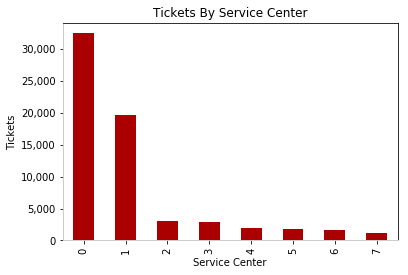 Tickets By Service Center
Tickets
30,000
25,000
20,000
15,000
10,000
5,000
0
0 1 2 3 4 5 6 7
Service Center